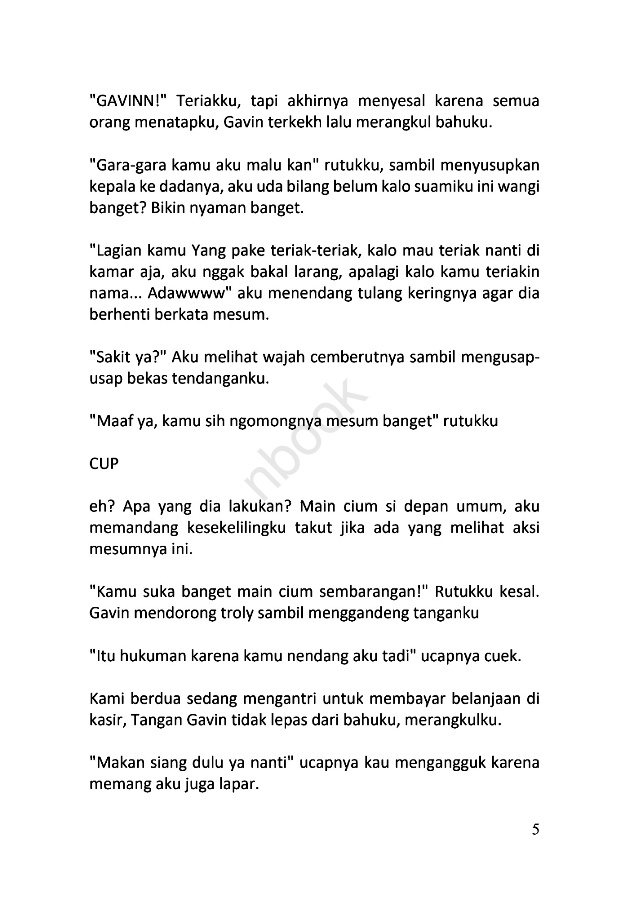 "GAVINN!" Teriakku, tapi akhirnya menyesal karena semua
orang menatapku, Gavin terkekh lalu merangkul bahuku.
"Gara-gara kamu aku malu kan" rutukku, sambil menyusupkan
kepala ke dadanya, aku uda bilang belum kalo suamiku ini wangi
banget? Bikin nyaman banget.
"Lagian kamu Yang pake teriak-teriak, kalo mau teriak nanti di
kamar aja, aku nggak bakal larang, apalagi kalo kamu teriakin
nama... Adawwww" aku menendang tulang keringnya agar dia
berhenti berkata mesum.
"Sakit ya?" Aku melihat wajah cemberutnya sambil mengusap-
usap bekas tendanganku.
"Maaf ya, kamu sih ngomongnya mesum banget" rutukku
CUP
eh? Apa yang dia lakukan? Main cium si depan umum, aku
memandang kesekelilingku takut jika ada yang melihat aksi
mesumnya ini.
"Kamu suka banget main cium sembarangan!" Rutukku kesal.
Gavin mendorong troly sambil menggandeng tanganku
"Itu hukuman karena kamu nendang aku tadi" ucapnya cuek.
Kami berdua sedang mengantri untuk membayar belanjaan di
kasir, Tangan Gavin tidak lepas dari bahuku, merangkulku.
"Makan siang dulu ya nanti" ucapnya kau mengangguk karena
memang aku juga lapar.
5
nbook